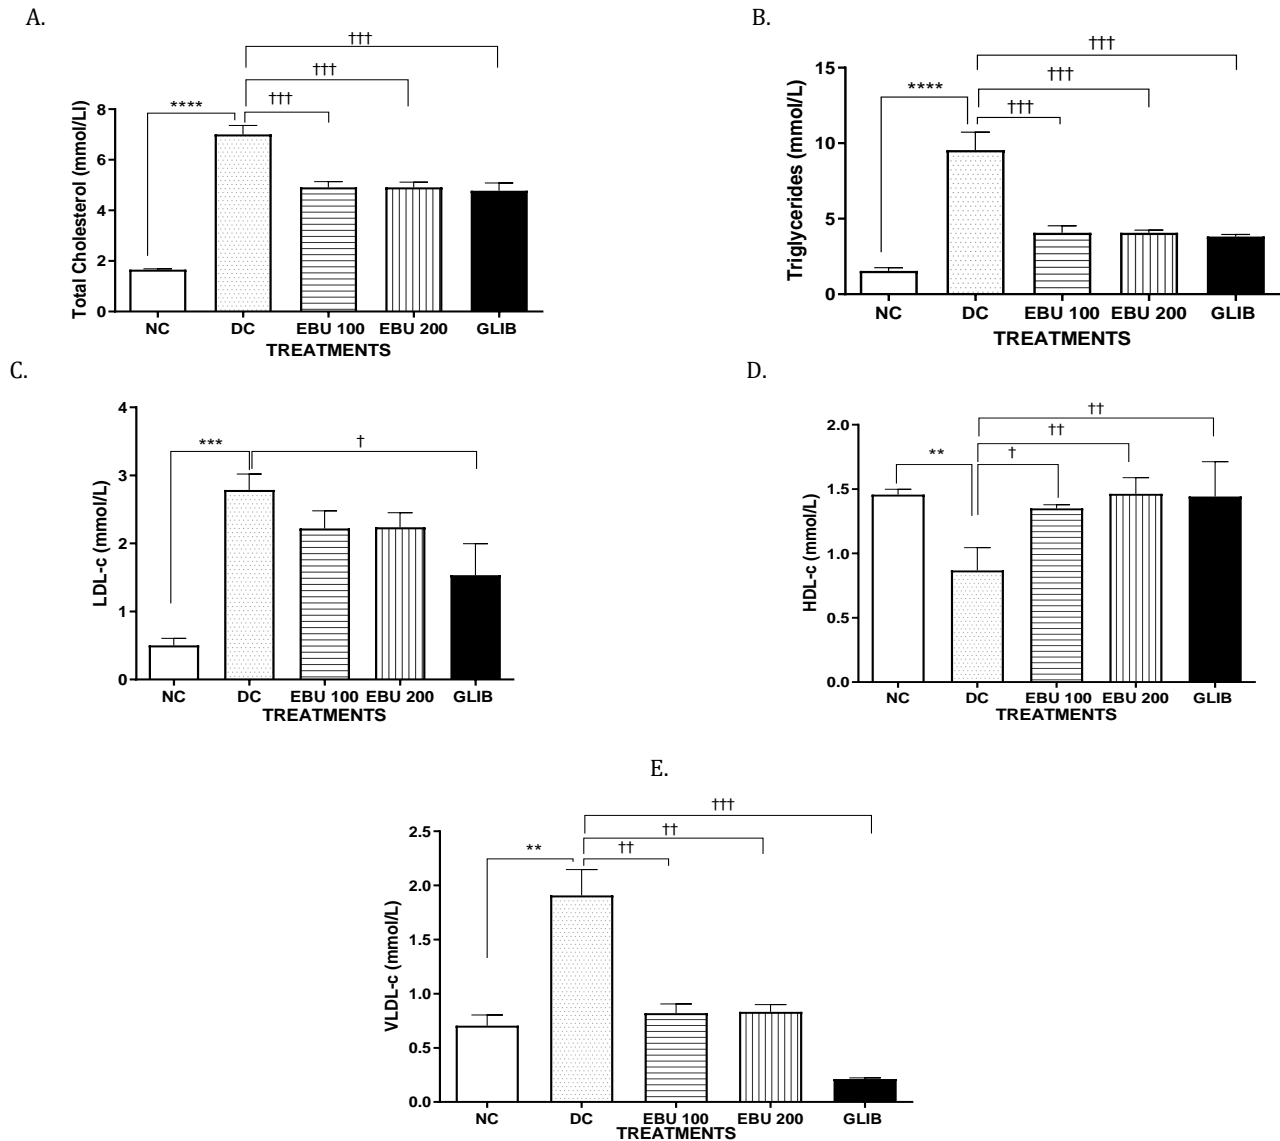 A.
†††
†††
****
†††
Total Cholesterol (mmol/Ll)
8
6
4
2
0
NC DC EBU 100 EBU 200 GLIB
TREATMENTS
B.
†††
†††
****
†††
Triglycerides (mmol/L)
15
10
5
0
NC DC EBU 100 EBU 200 GLIB
TREATMENTS
C.
***
†
LDL-c (mmol/L)
4
3
2
1
0
NC DC EBU 100 EBU 200 GLIB
TREATMENTS
D.
††
††
**
†
HDL-c (mmol/L)
2.0
1.5
1.0
0.5
0.0
NC DC EBU 100 EBU 200 GLIB
TREATMENTS
E.
†††
††
**
††
VLDL-c (mmol/L)
2.5
2.0
1.5
1.0
0.5
0.0
NC DC EBU 100 EBU 200 GLIB
TREATMENTS